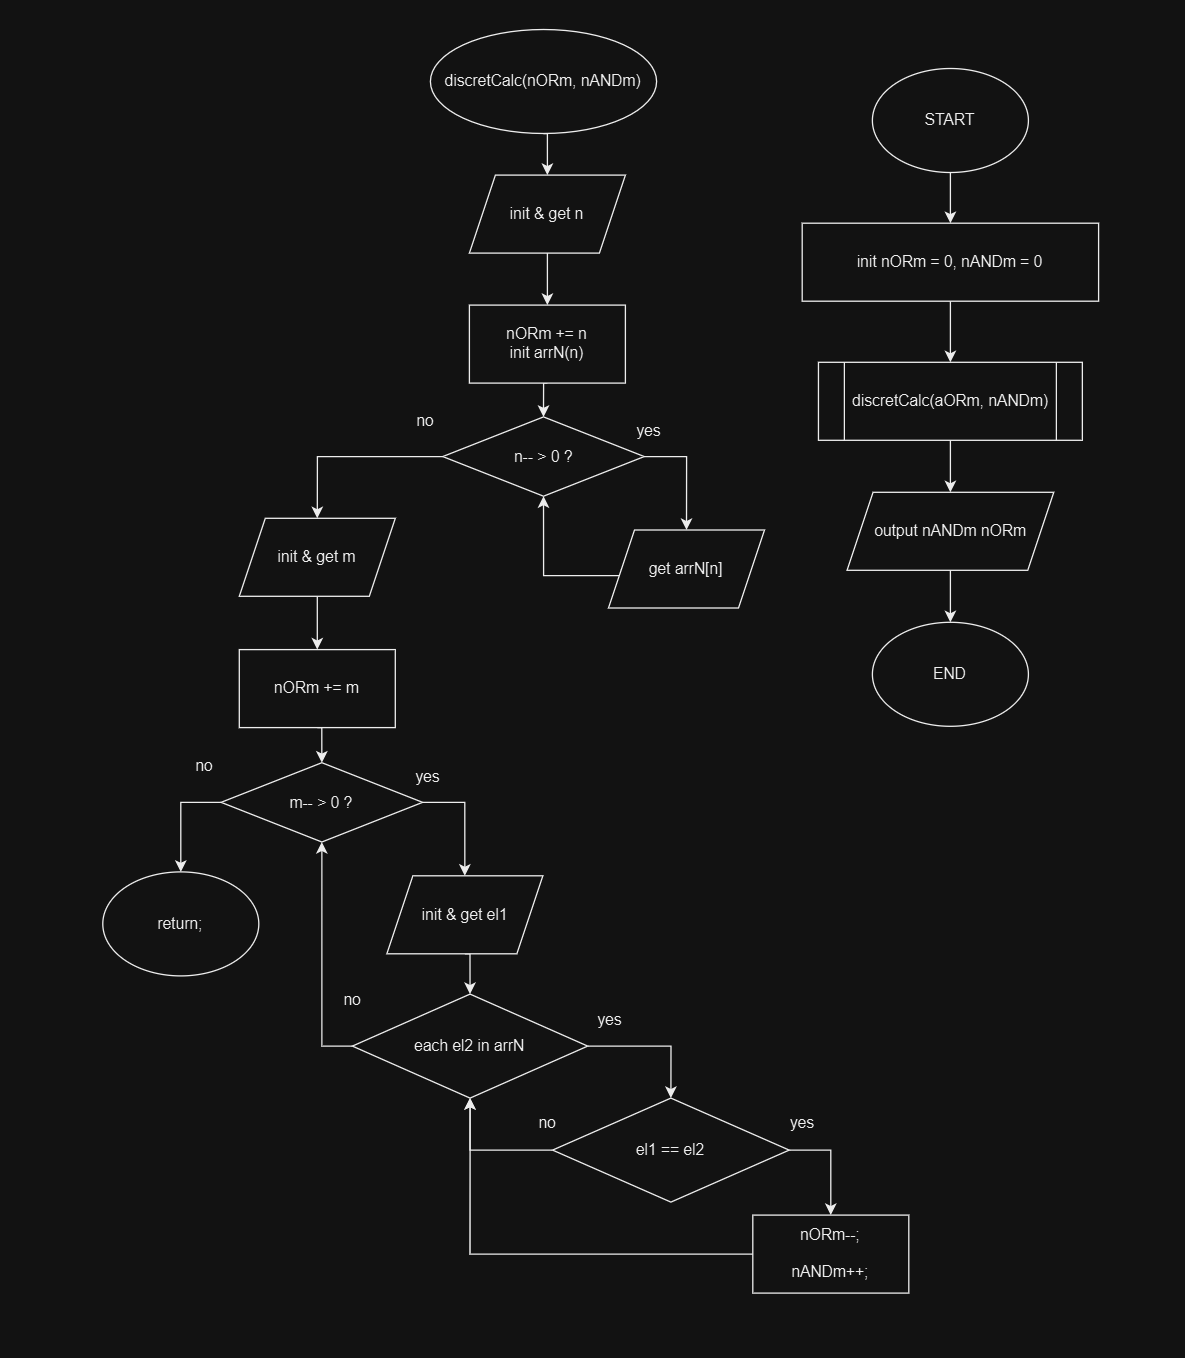 discretCalc(nORm, nANDm)
init & get n
nORm += n
init arrN(n)
no
yes
n-- > 0 ?
init & get m
get arrN[n]
nORm += m
no
yes
m-- > 0 ?
return;
init & get el1
no
yes
each el2 in arrN
no
yes
el1 == el2
nORm--;
nANDm++;
START
init nORm = 0, nANDm = 0
discretCalc(aORm, nANDm)
output nANDm nORm
END